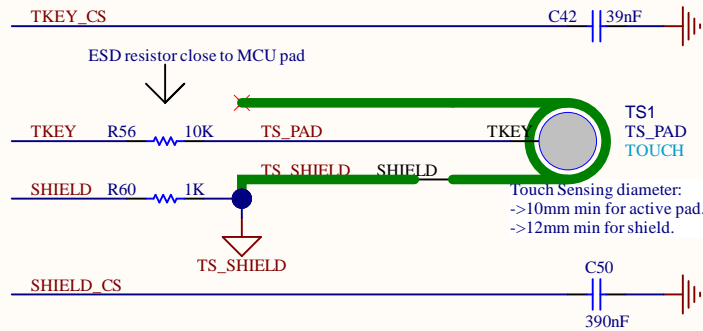 TKEY_CS
C42
39nF
ESD resistor close to MCU pad
TS1
TKEY
R56
10K
TS_PAD
TKEY
TS_PAD
TOUCH
TS_SHIELD
SHIELD
SHIELD
R60
1K
Touch Sensing diameter:
->10mm min for active pad.
->12mm min for shield.
TS_SHIELD
C50
SHIELD_CS
390nF